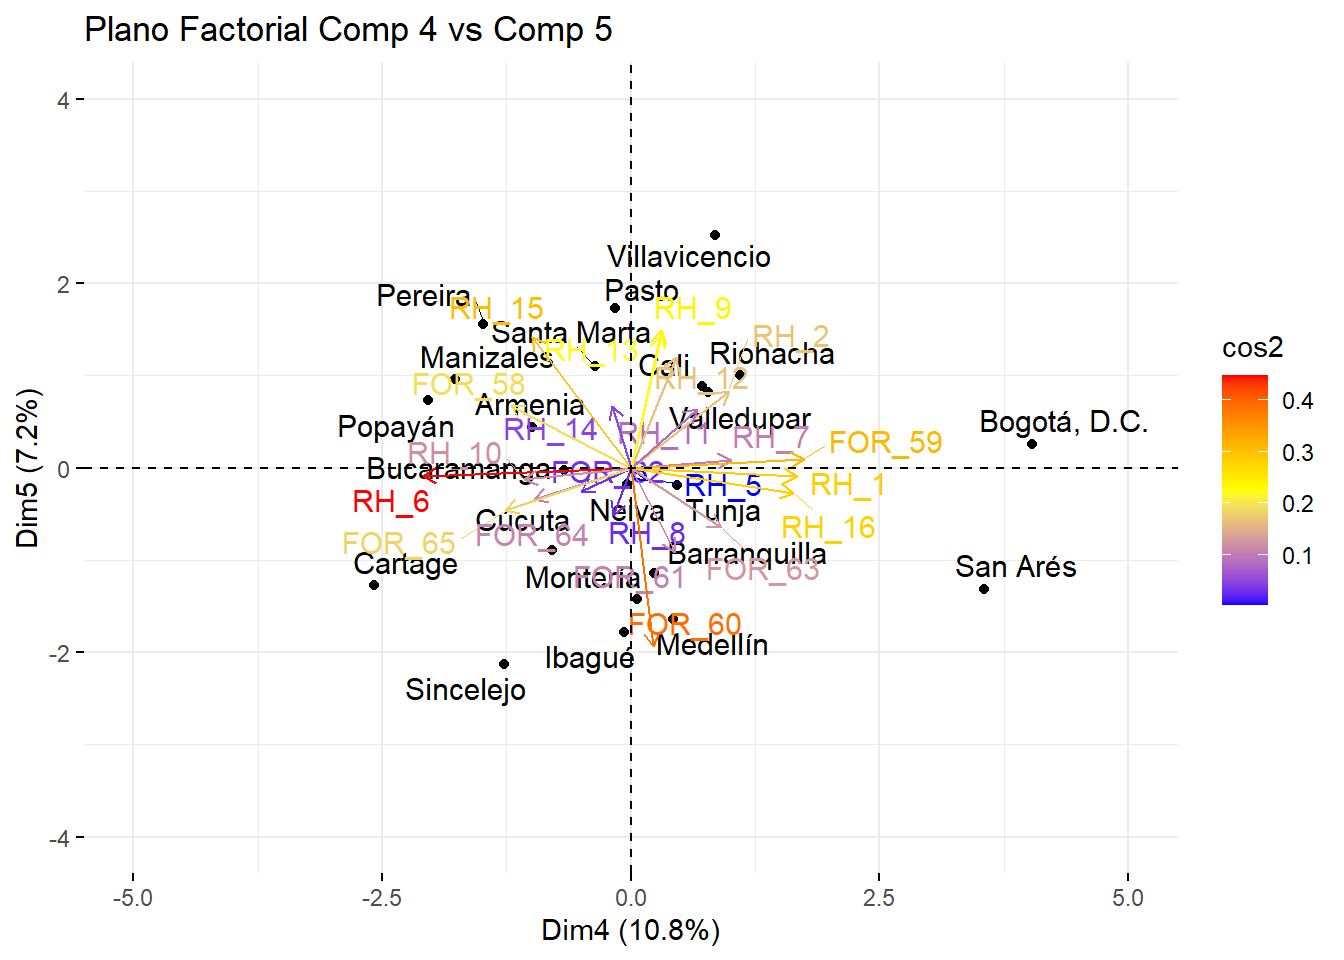 Plano Factorial Comp 4 vs Comp 5
4
2
0
-2
-4
Dim5 (7.2%)
-5.0
-2.5
0.0
2.5
5.0
Dim4 (10.8%)
Villavicencio
Pasto
Pereira
RH_15
RH_9
Santa Marta
RH_13
RH_2
Riohacha
Manizales
Cali
RH_12
FOR_58
Armenia
Valledupar
Popayán
RH_14
RH_11
RH_7
Bogotá, D.C.
FOR_59
RH_10
Bucaramanga
FOR_62
RH_5
RH_1
RH_6
Neiva
Tunja
Cúcuta
RH_8
RH_16
FOR_64
FOR_65
Barranquilla
Cartage
FOR_63
San Arés
Montería
FOR_61
FOR_60
Medellín
Ibagué
Sincelejo
cos2
0.4
0.3
0.2
0.1